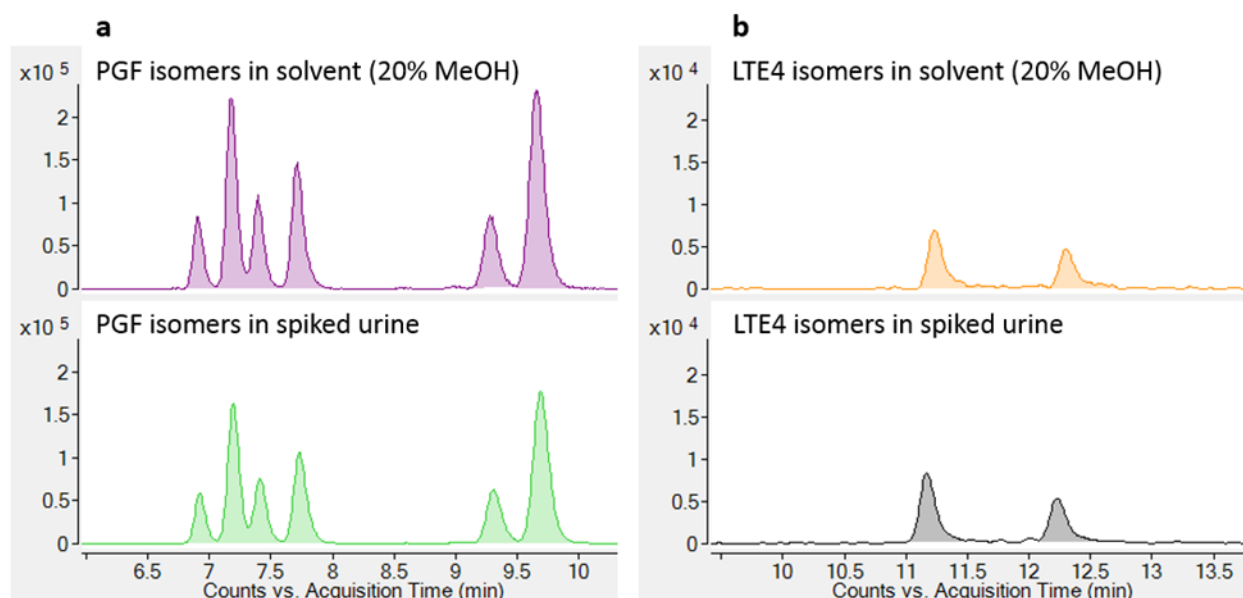 a
x10 5
PGF isomers in solvent (20% MeOH)
2
1.5
1
0.5
0
x10 5
PGF isomers in spiked urine
2
1.5
1
0.5
0
6.5 7 7.5 8 8.5 9 9.5 10
Counts vs. Acquisition Time (min)
b
x10 4
LTE4 isomers in solvent (20% MeOH)
2
1.5
1
0.5
0
x10 4
LTE4 isomers in spiked urine
2
1.5
1
0.5
0
10 10.5 11 11.5 12 12.5 13 13.5
Counts vs. Acquisition Time (min)